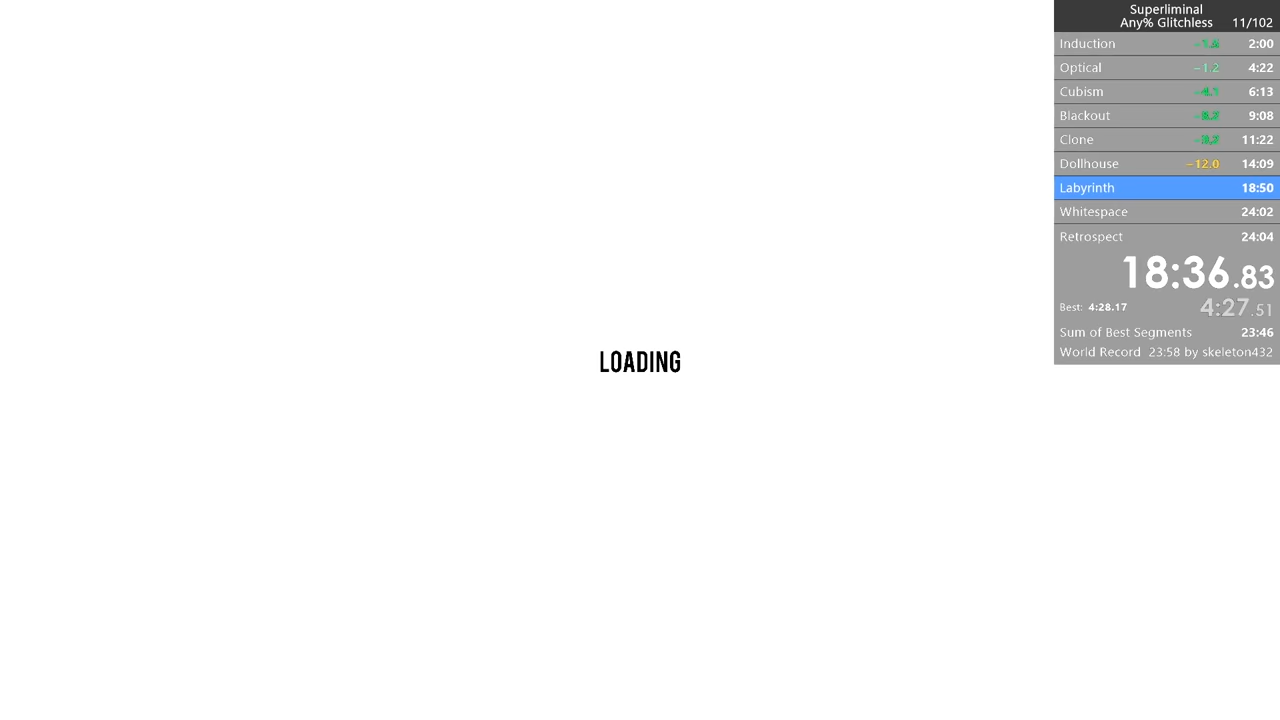 Superliminal
Any% Glitchless 11/102
Induction 2:00
Optical −1.2 4:22
Cubism 6:13
Blackout 9:08
Clone 11:22
Dollhouse −12.0 14:09
Labyrinth 18:50
Whitespace 24:02
Retrospect 24:04
18:36.83
Best: 4:28.17 4:27.51
Sum of Best Segments 23:46
World Record 23:58 by skeleton432
LOADING